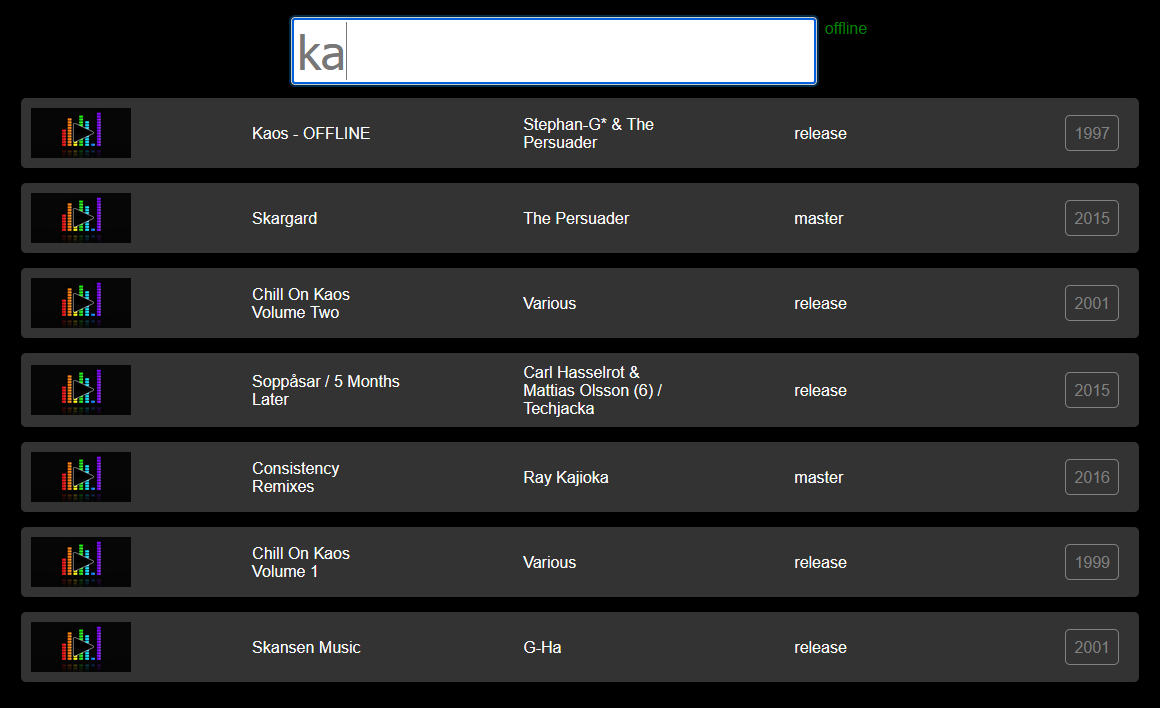 ka
offline
Kaos - OFFLINE
Stephan-G* & The
Persuader
release
1997
Skargard
The Persuader
master
2015
Chill On Kaos
Volume Two
Various
release
2001
Soppåsar / 5 Months
Later
Carl Hasselrot &
Mattias Olsson (6) /
Techjacka
release
2015
Consistency
Remixes
Ray Kajioka
master
2016
Chill On Kaos
Volume 1
Various
release
1999
Skansen Music
G-Ha
release
2001